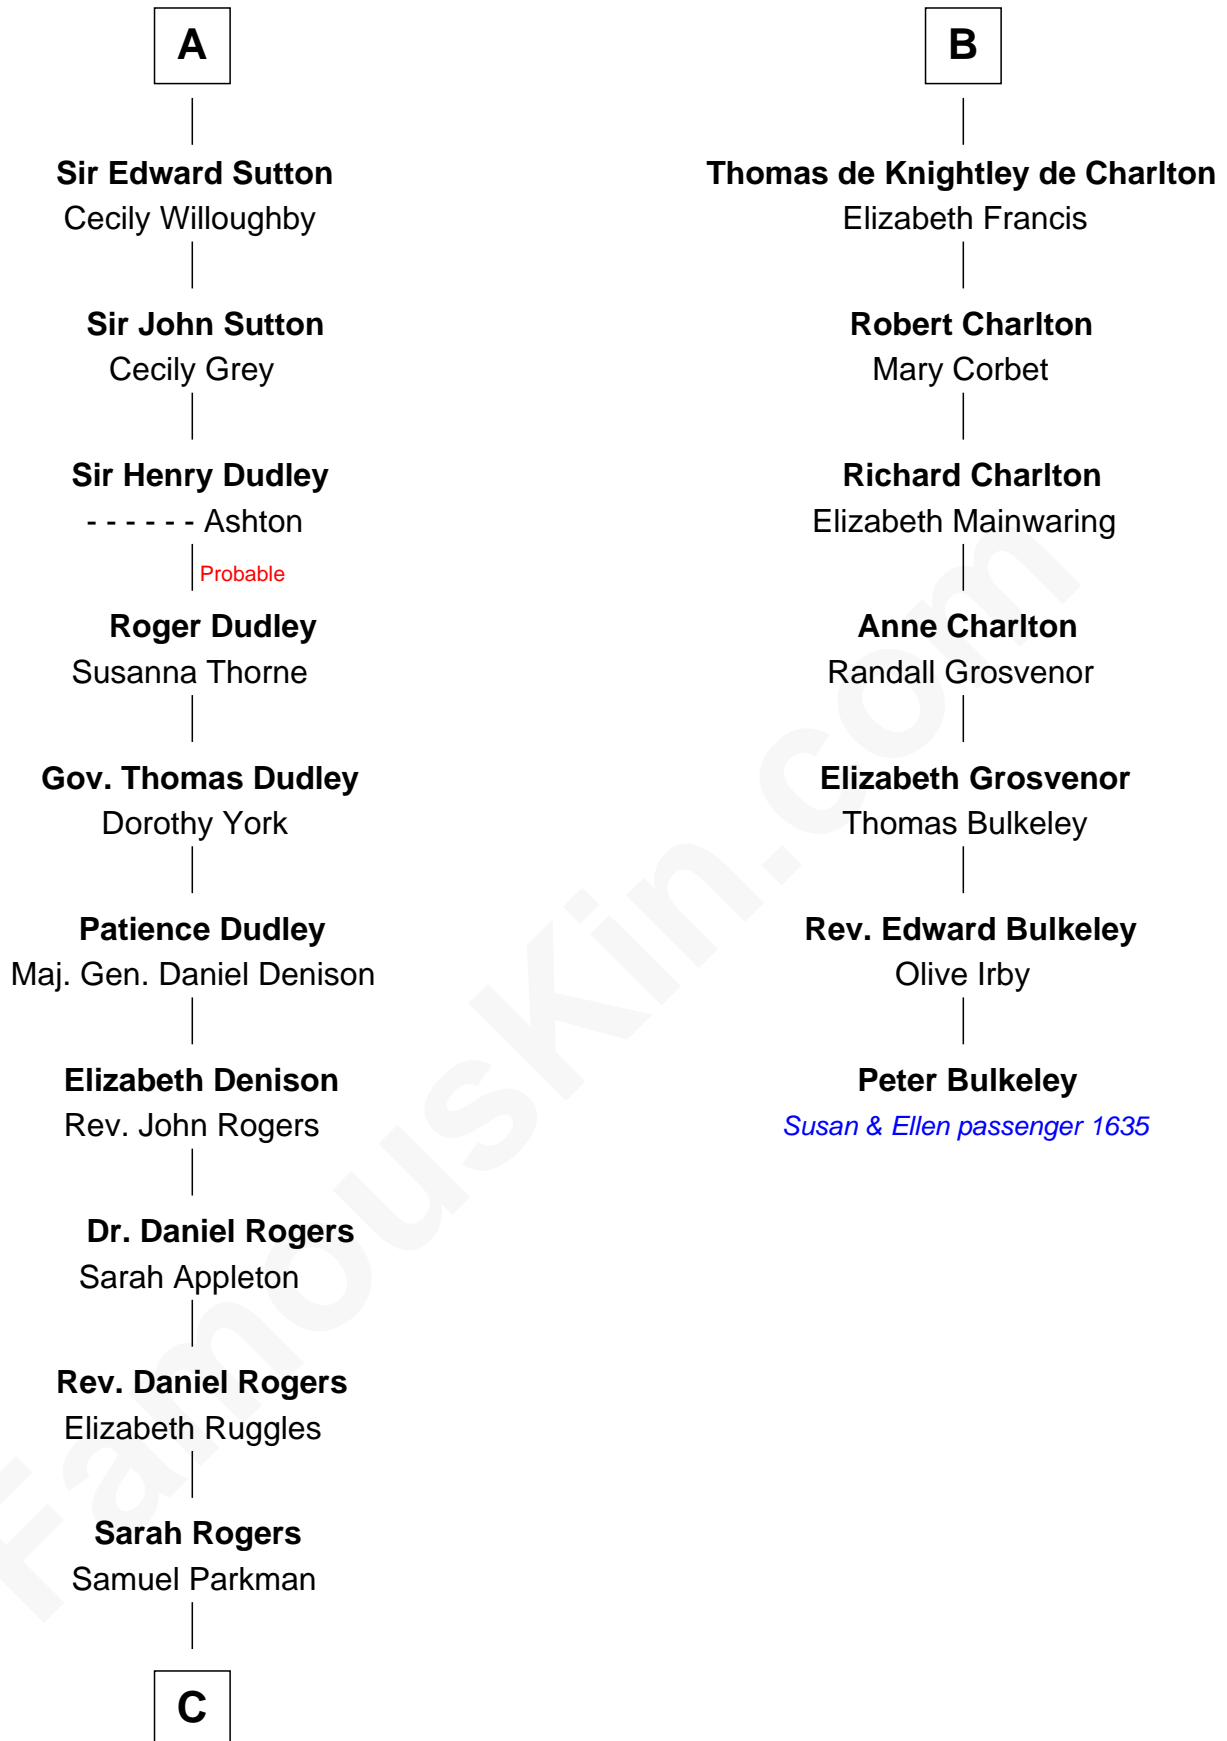 A
Sir Edward Sutton
Cecily Willoughby
Sir John Sutton
Cecily Grey
Sir Henry Dudley
- - - - - - Ashton
Probable
Roger Dudley
Susanna Thorne
Gov. Thomas Dudley
Dorothy York
Patience Dudley
Maj. Gen. Daniel Denison
Elizabeth Denison
Rev. John Rogers
Dr. Daniel Rogers
Sarah Appleton
Rev. Daniel Rogers
Elizabeth Ruggles
Sarah Rogers
Samuel Parkman
C
B
Thomas de Knightley de Charlton
Elizabeth Francis
Robert Charlton
Mary Corbet
Richard Charlton
Elizabeth Mainwaring
Anne Charlton
Randall Grosvenor
Elizabeth Grosvenor
Thomas Bulkeley
Rev. Edward Bulkeley
Olive Irby
Peter Bulkeley
Susan & Ellen passenger 1635
FamousKin.com